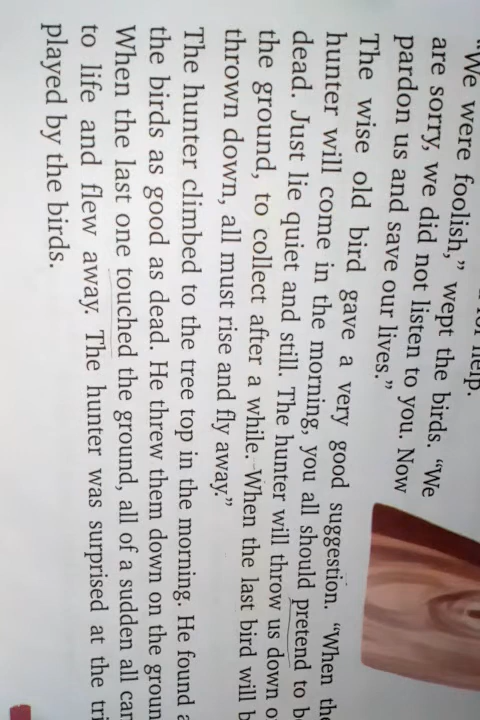 for help.
"We were foolish," wept the birds. "We
are sorry, we did not listen to you. Now
pardon us and save our lives."
The wise old bird gave a very good suggestion. "When the
hunter will come in the morning, you all should pretend to
dead. Just lie quiet and still. The hunter will throw us down
the ground, to collect after a while. When the last bird will
thrown down, all must rise and fly away."
The hunter climbed to the tree top in the morning. He found
the birds as good as dead. He threw them down on the
When the last one touched the ground, all of a sudden all
to life and flew away. The hunter was surprised at the
played by the birds.